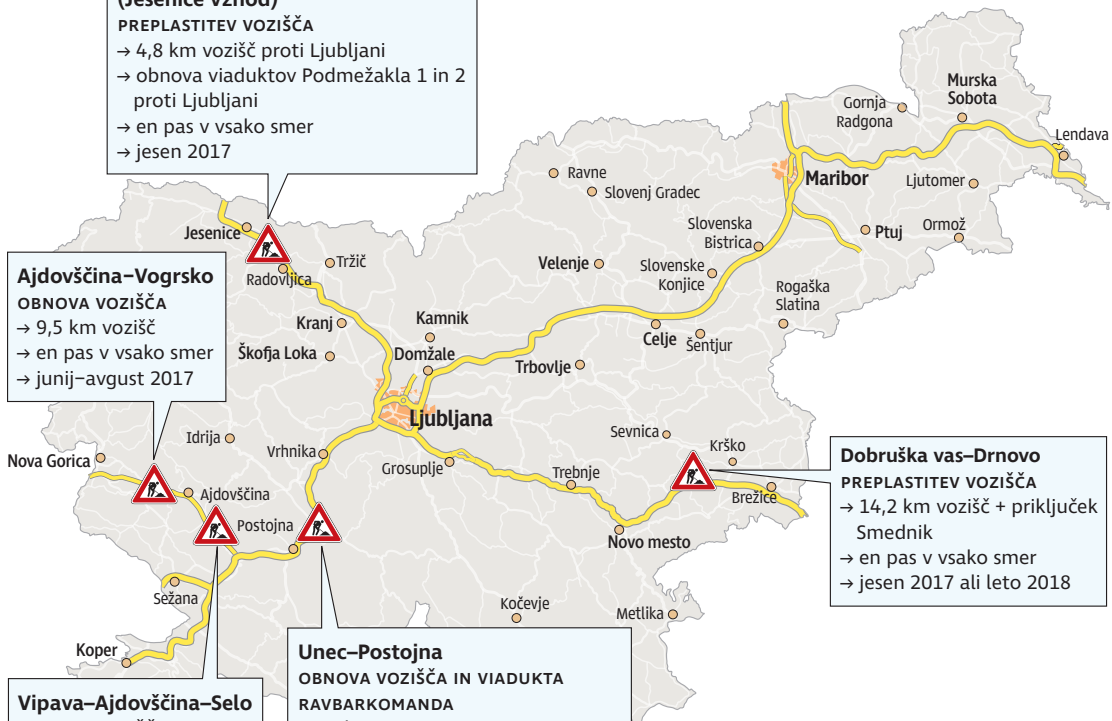 (Jesenice vzhod)
PREPLASTITEV VOZIŠČA
→ 4,8 km vozišč proti Ljubljani
→ obnova viaduktov Podmežakla 1 in 2
proti Ljubljani
→ en pas v vsako smer
→ jesen 2017
Murska
Sobota
Gornja
Radgona
Lendava
Ravne
Slovenj Gradec
Maribor
Ljutomer
Jesenice
Slovenska
Bistrica
Ptuj
Ormož
Tržič
Radovljica
Velenje
Slovenske
Konjice
Rogaška
Slatina
Ajdovščina–Vogrsko
OBNOVA VOZIŠČA
→ 9,5 km vozišč
→ en pas v vsako smer
→ junij–avgust 2017
Kranj
Kamnik
Škofja Loka
Domžale
Celje
Šentjur
Trbovlje
Ljubljana
Idrija
Vrhnika
Grosuplje
Sevnica
Krško
Nova Gorica
Ajdovščina
Trebnje
Brežice
Postojna
Novo mesto
Dobruška vas–Drnovo
PREPLASTITEV VOZIŠČA
→ 14,2 km vozišč + priključek
Smednik
→ en pas v vsako smer
→ jesen 2017 ali leto 2018
Sežana
Kočevje
Metlika
Koper
Unec–Postojna
OBNOVA VOZIŠČA IN VIADUKTA
RAVBARKOMANDA
Vipava–Ajdovščina–Selo